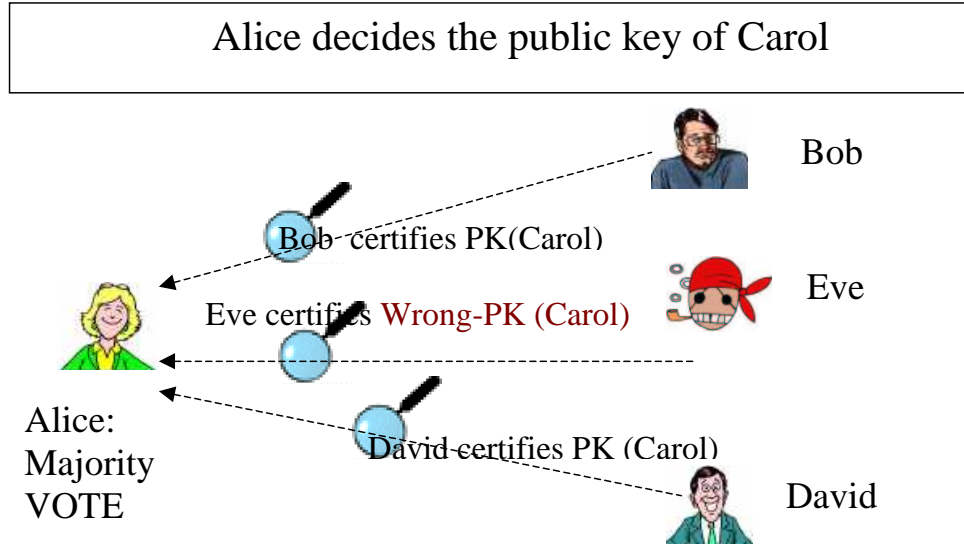 Alice decides the public key of Carol
Bob
Bob certifies PK(Carol)
Eve
Eve certifies Wrong-PK (Carol)
David certifies PK (Carol)
Alice:
Majority
VOTE
David